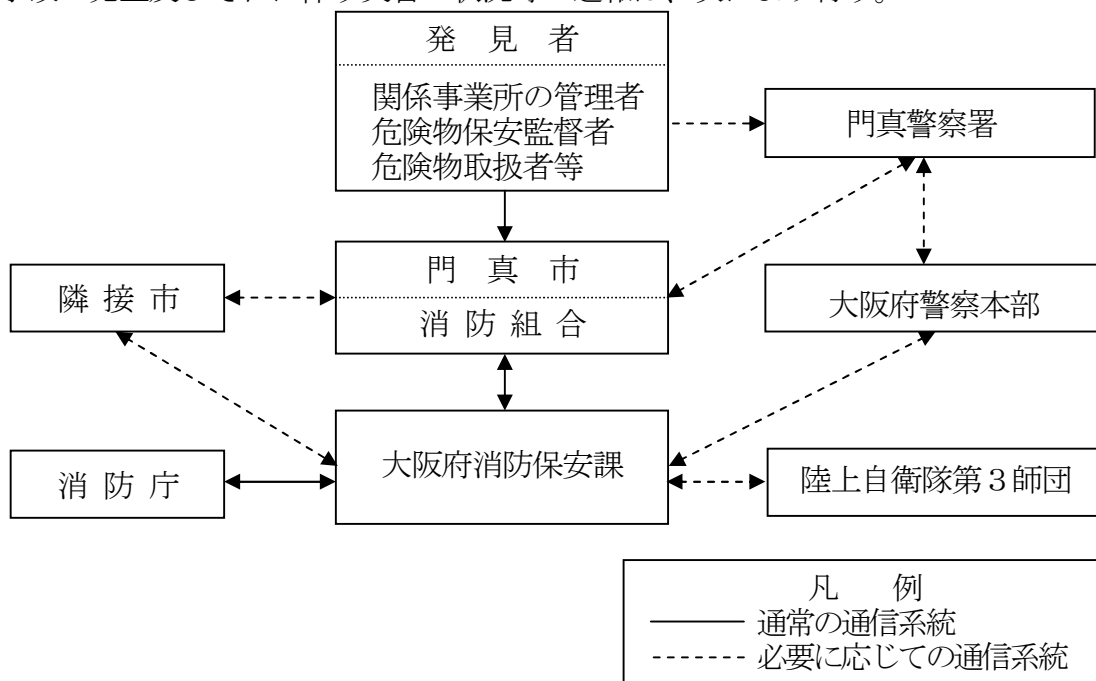 発見者
関係事業所の管理者
危険物保安監督者
危険物取扱者等
門真警察署
門真市
消防組合
隣接市
大阪府警察本部
大阪府消防保安課
消防庁
陸上自衛隊第3師団
凡例
通常の通信系統
必要に応じての通信系統